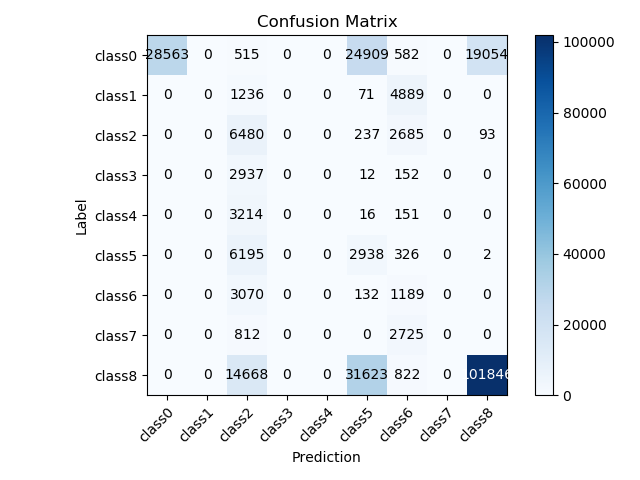 Confusion Matrix
class0 28563 0 515 0 0 24909 582 0 19054
class1 0 0 1236 0 0 71 4889 0 0
class2 0 0 6480 0 0 237 2685 0 93
class3 0 0 2937 0 0 12 152 0 0
class4 0 0 3214 0 0 16 151 0 0
class5 0 0 6195 0 0 2938 326 0 2
class6 0 0 3070 0 0 132 1189 0 0
class7 0 0 812 0 0 0 2725 0 0
class8 0 0 14668 0 0 31623 822 0 101846
class0 class1 class2 class3 class4 class5 class6 class7 class8
Prediction
Label
100000
80000
60000
40000
20000
0